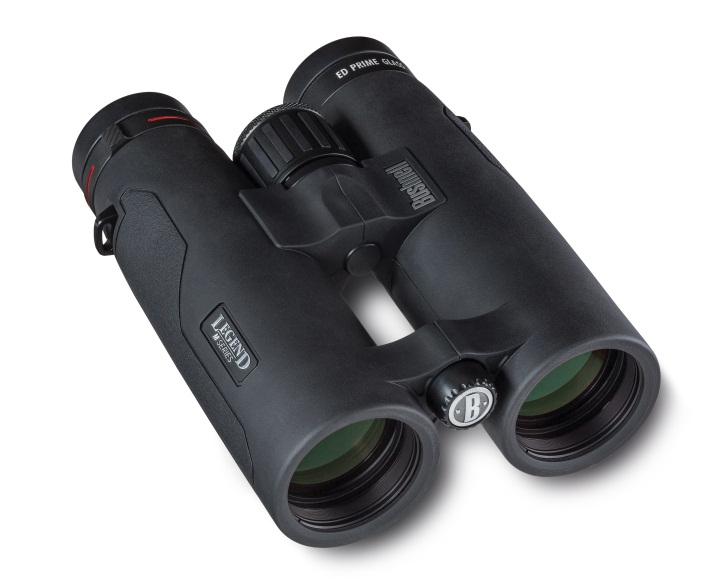 ED PRIME GLASS
Bushnell
LEGEND
M-SERIES
B